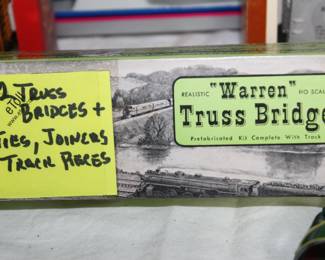 2 TRUSS
BRIDGES +
TIES, JOINERS
TRACK PIECES
REALISTIC "Warren" HO SCALE
Truss Bridge
Prefabricated Kit Complete With Track